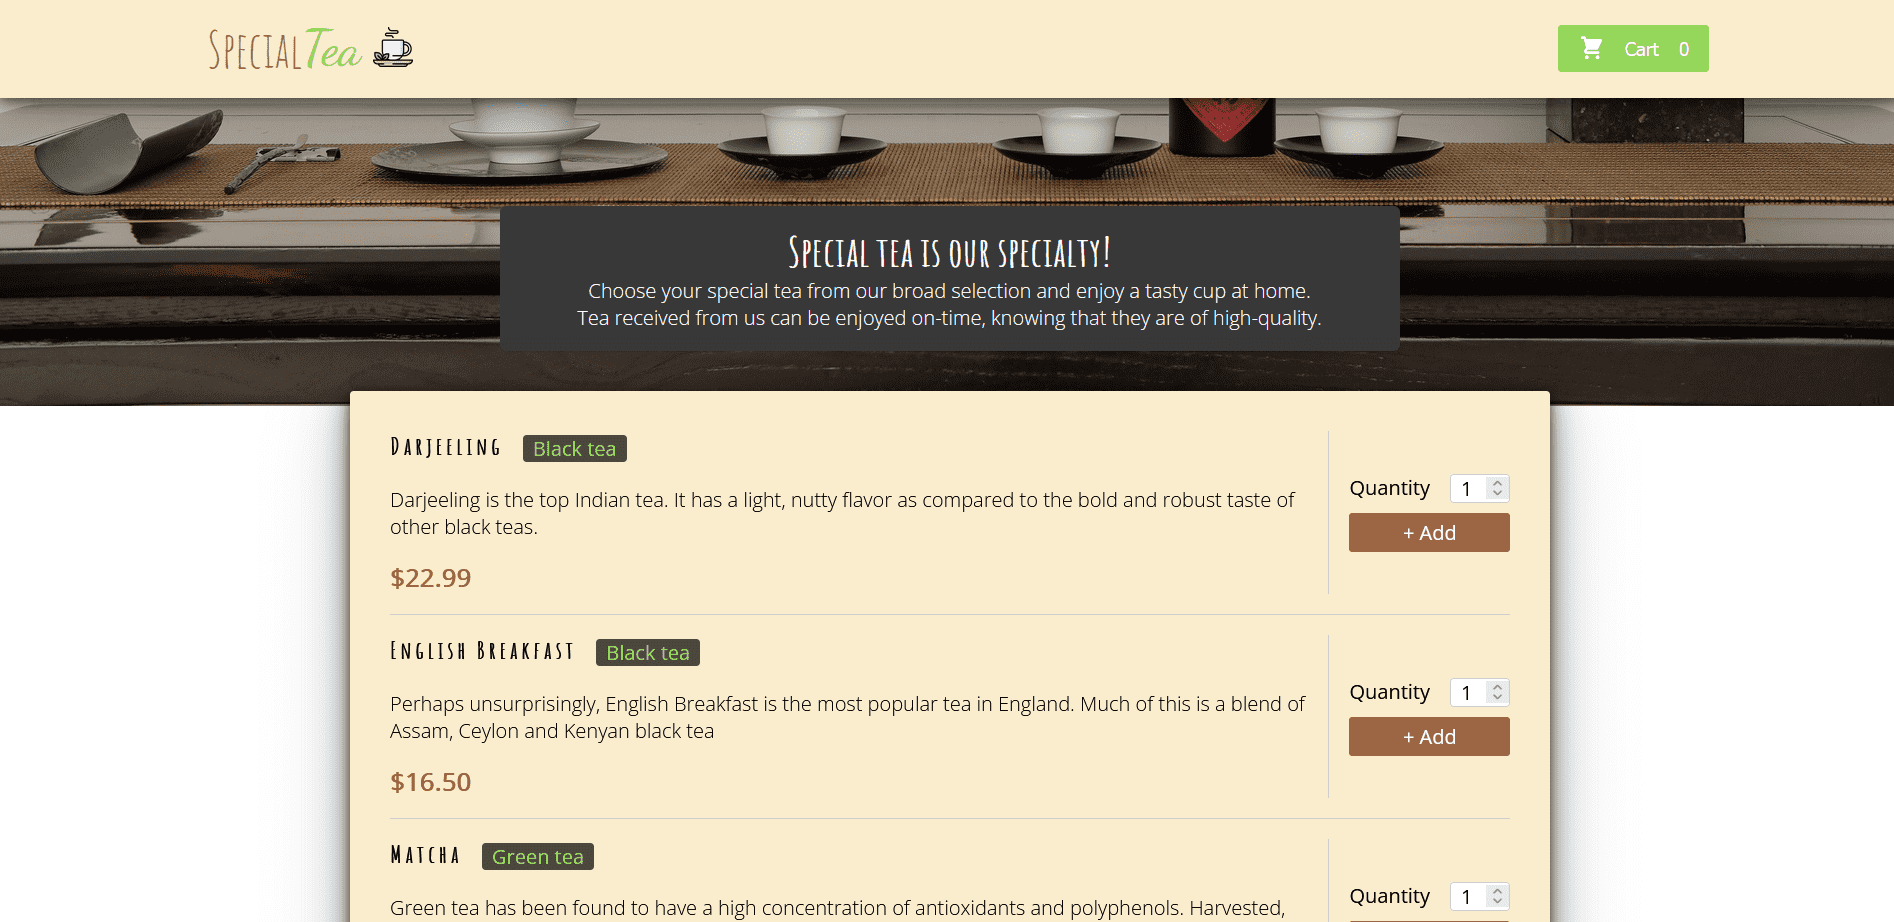 SPECIAL Tea
Cart 0
SPECIAL TEA IS OUR SPECIALTY!
Choose your special tea from our broad selection and enjoy a tasty cup at home.
Tea received from us can be enjoyed on-time, knowing that they are of high-quality.
DARJEELING Black tea
Darjeeling is the top Indian tea. It has a light, nutty flavor as compared to the bold and robust taste of
other black teas.
$22.99
Quantity 1
+ Add
ENGLISH BREAKFAST Black tea
Perhaps unsurprisingly, English Breakfast is the most popular tea in England. Much of this is a blend of
Assam, Ceylon and Kenyan black tea
$16.50
Quantity 1
+ Add
MATCHA Green tea
Green tea has been found to have a high concentration of antioxidants and polyphenols. Harvested,
Quantity 1